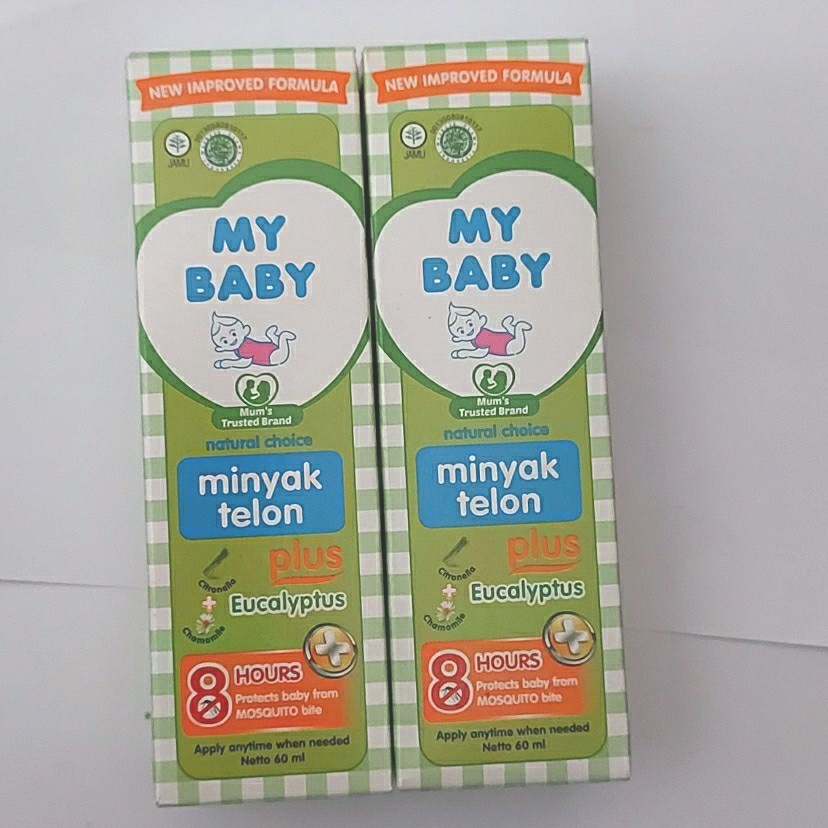 NEW IMPROVED FORMULA
JAMU
MY
BABY
Mum's
Trusted Brand
natural choice
minyak
telon
plus
Citronella
+
Eucalyptus
Chamomile
8 HOURS
Protects baby from
MOSQUITO bite
Apply anytime when needed
Netto 60 ml
NEW IMPROVED FORMULA
JAMU
MY
BABY
Mum's
Trusted Brand
natural choice
minyak
telon
plus
Citronella
+
Eucalyptus
Chamomile
8 HOURS
Protects baby from
MOSQUITO bite
Apply anytime when needed
Netto 60 ml